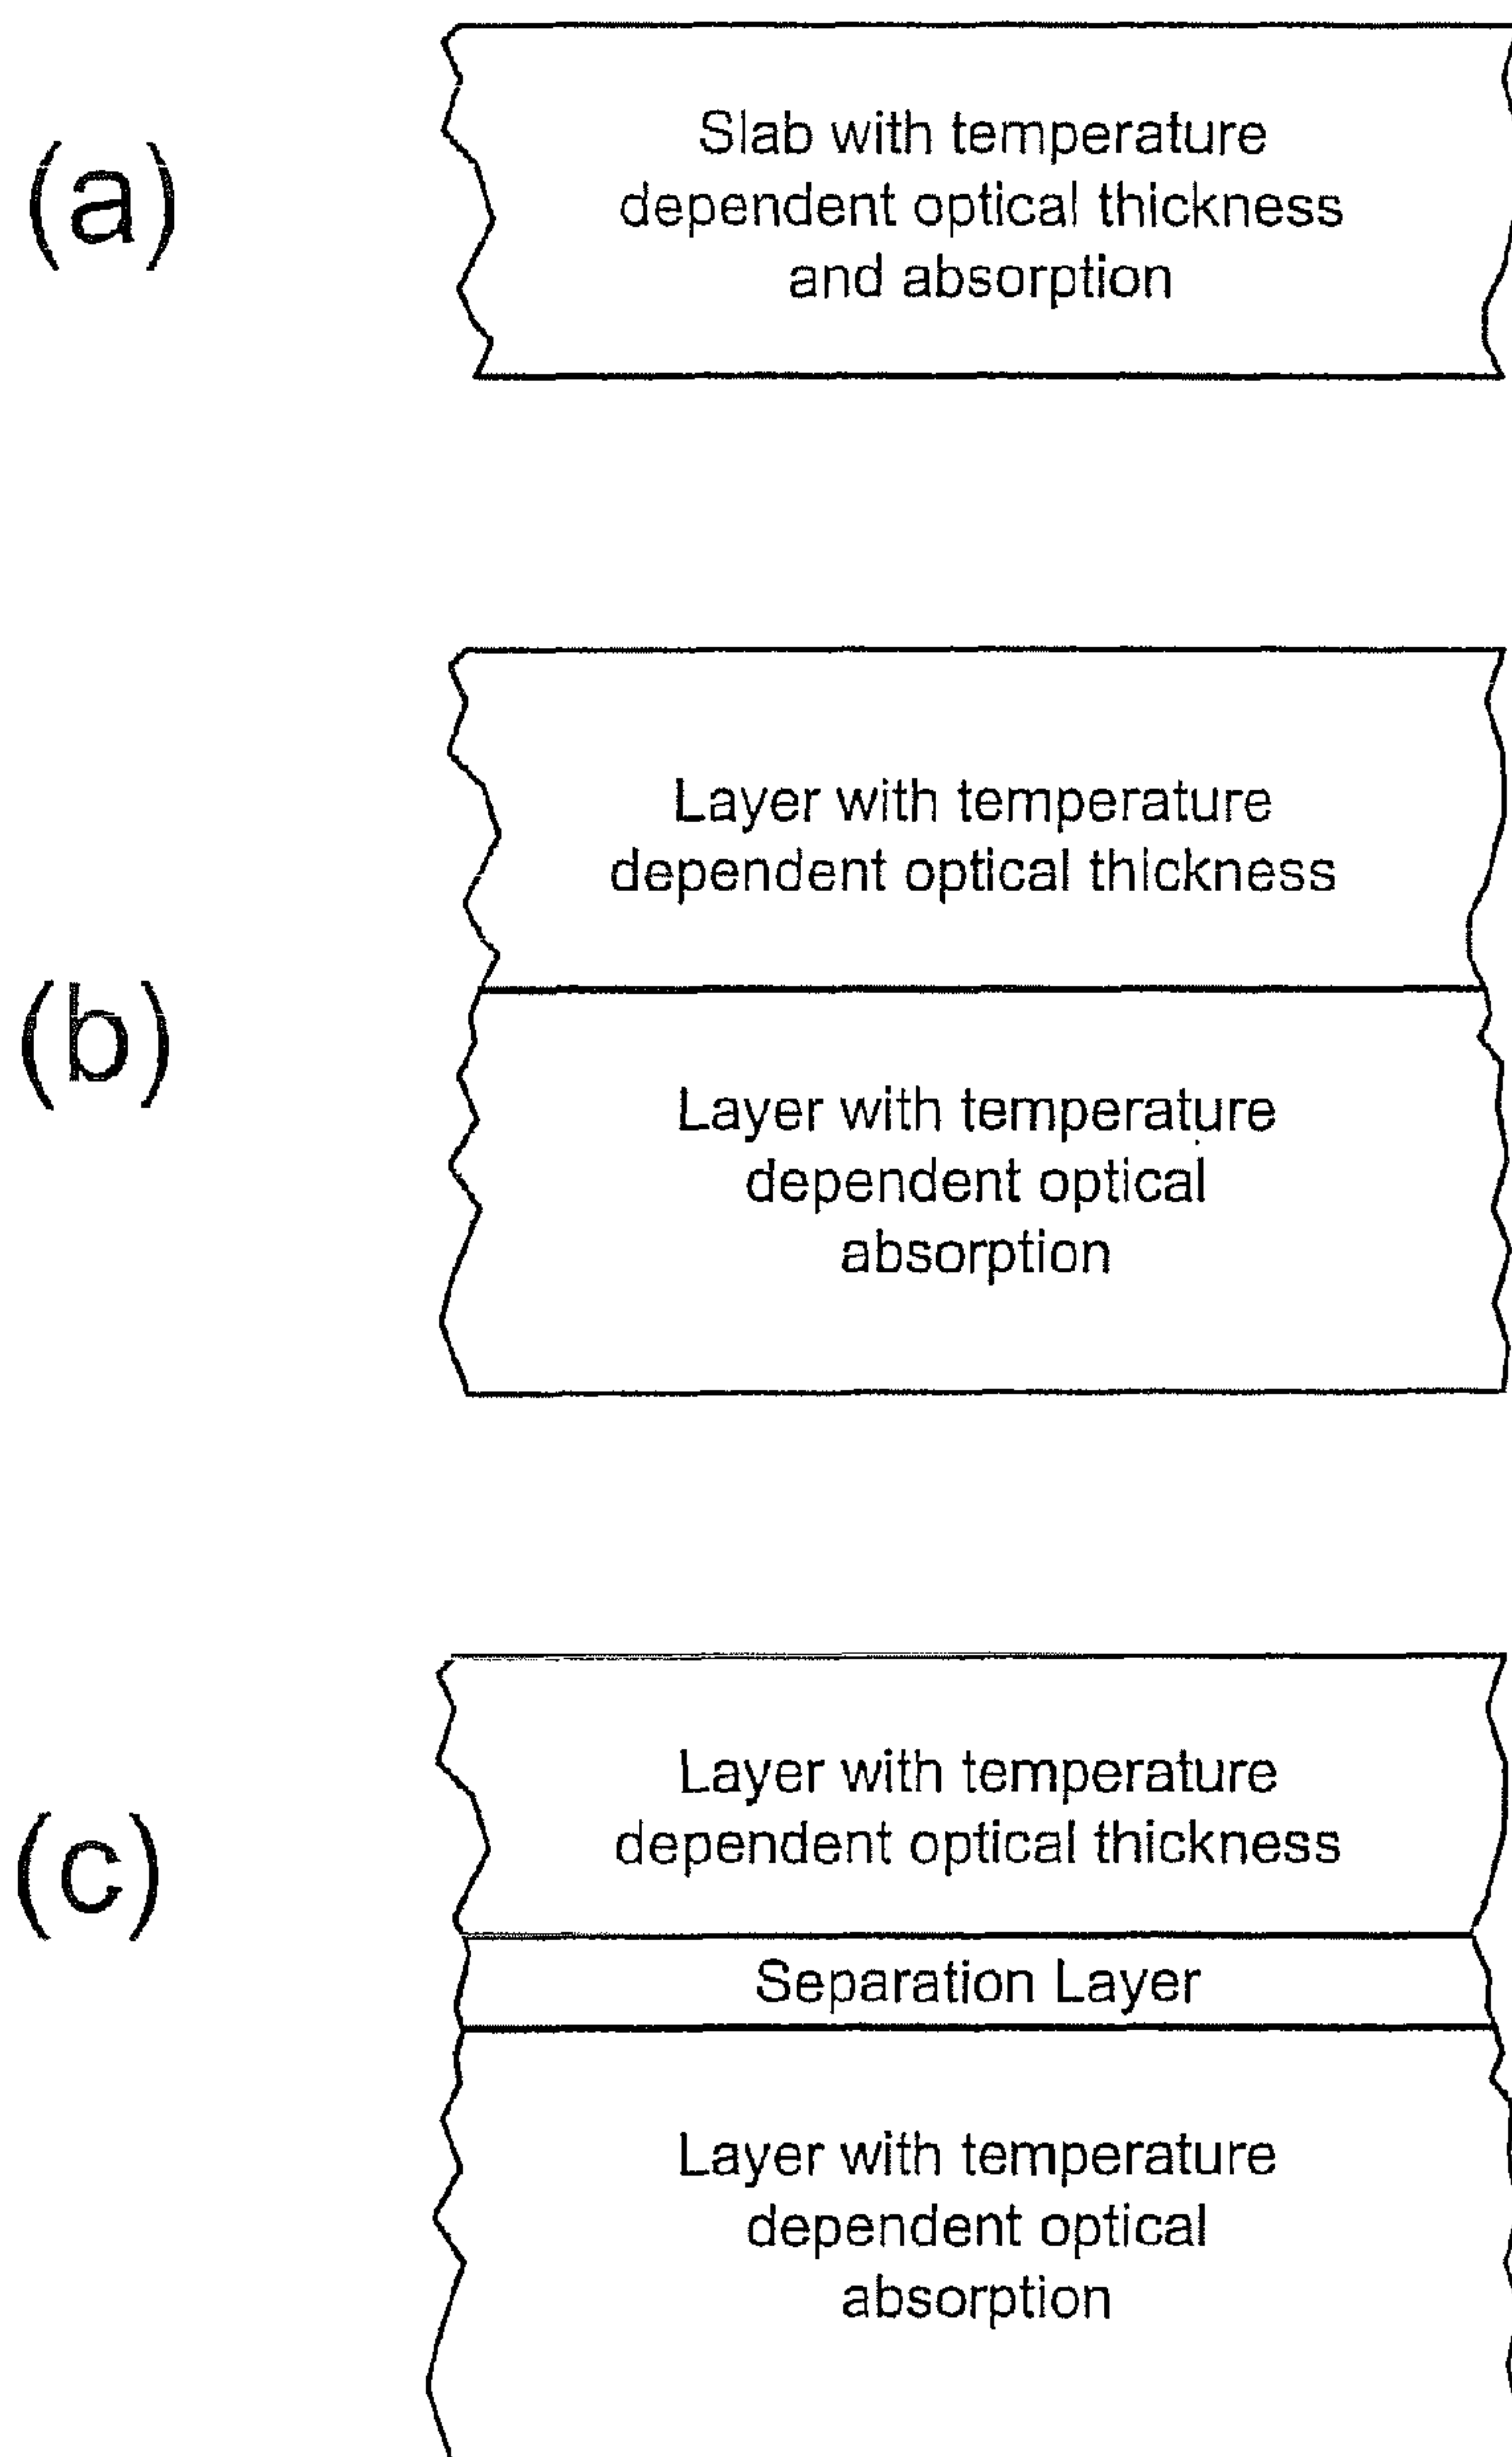 (a)
Slab with temperature
dependent optical thickness
and absorption
(b)
Layer with temperature
dependent optical thickness
Layer with temperature
dependent optical
absorption
(c)
Layer with temperature
dependent optical thickness
Separation Layer
Layer with temperature
dependent optical
absorption